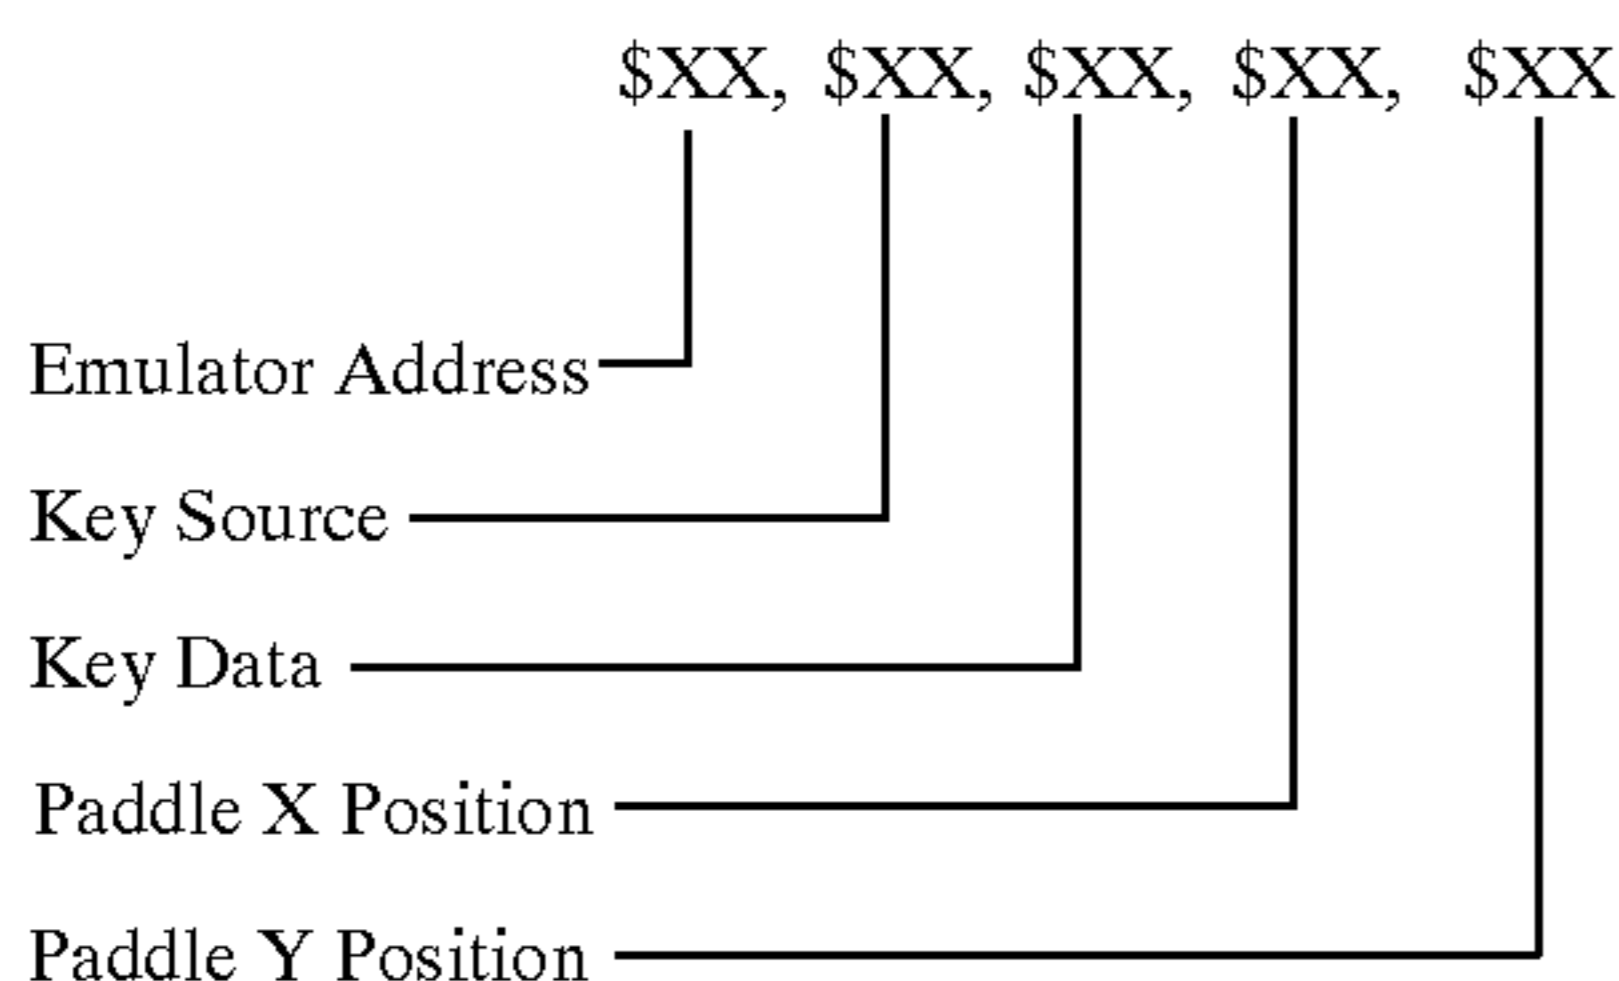 $XX, $XX, $XX, $XX, $XX
Emulator Address
Key Source
Key Data
Paddle X Position
Paddle Y Position